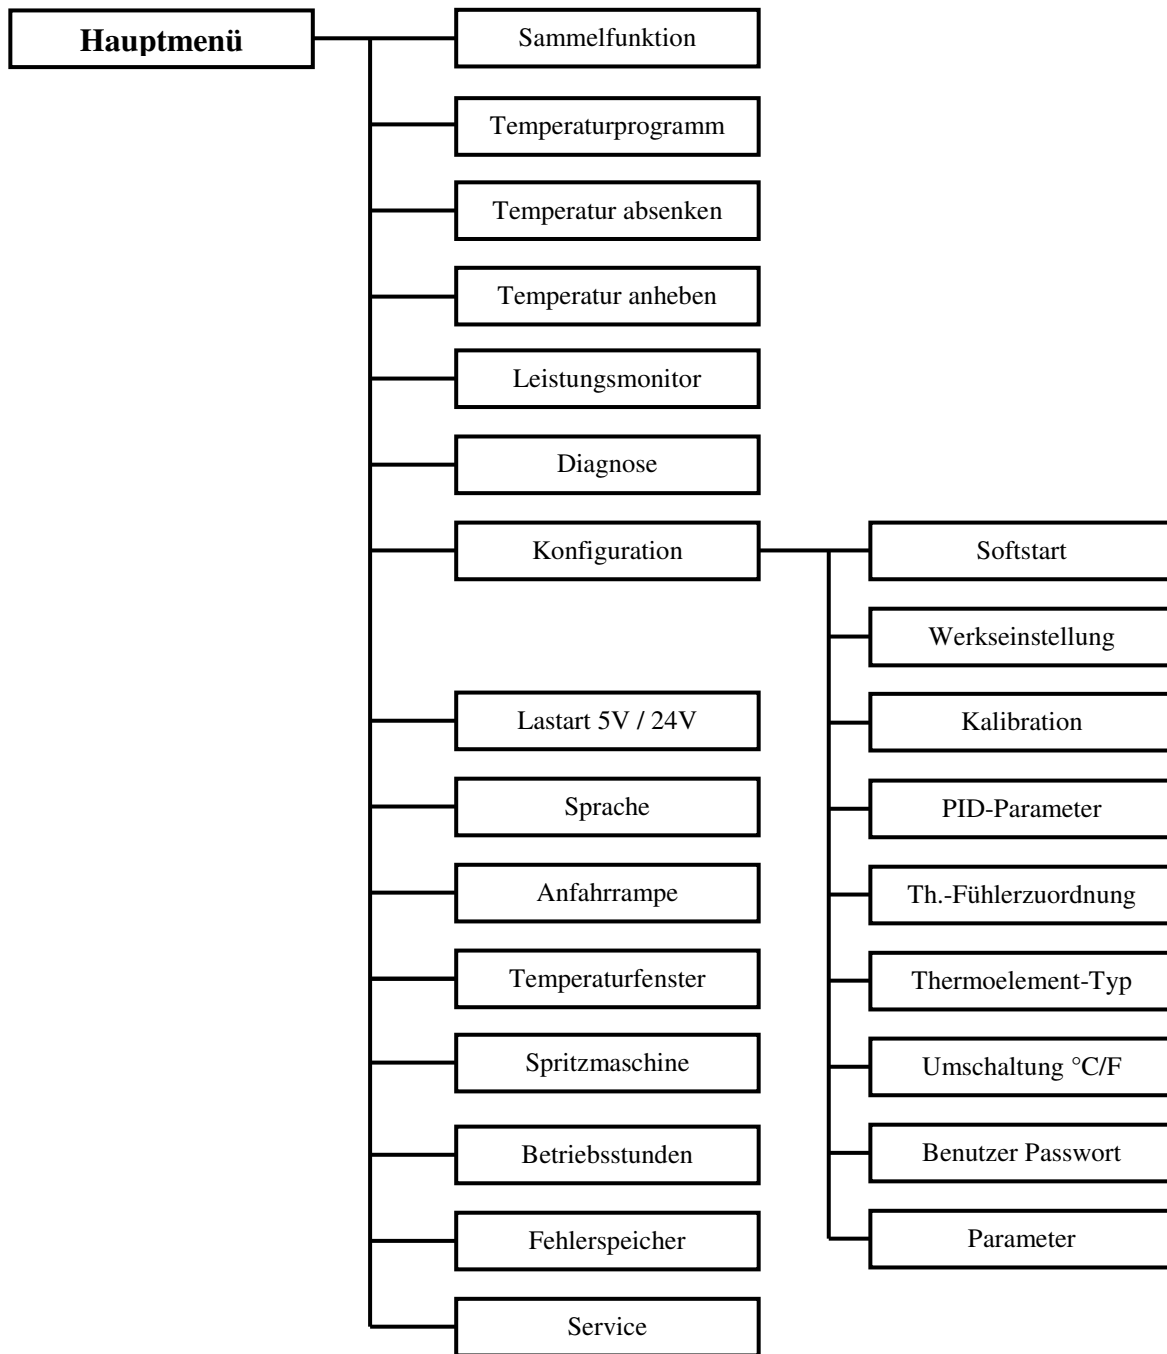 Hauptmenü
Sammelfunktion
Temperaturprogramm
Temperatur absenken
Temperatur anheben
Leistungsmonitor
Diagnose
Konfiguration
Softstart
Werkseinstellung
Kalibration
PID-Parameter
Th.-Fühlerzuordnung
Thermoelement-Typ
Umschaltung °C/F
Benutzer Passwort
Parameter
Lastart 5V / 24V
Sprache
Anfahrrampe
Temperaturfenster
Spritzmaschine
Betriebsstunden
Fehlerspeicher
Service